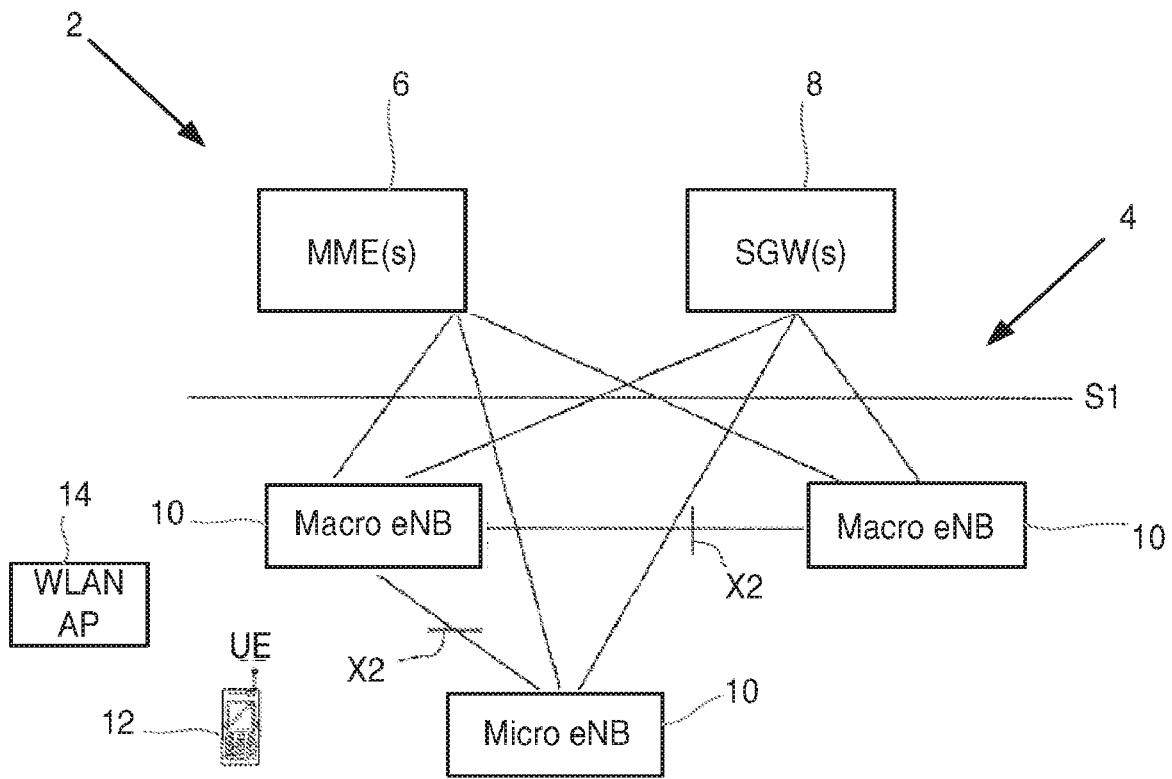 2
6
8
MME(s)
SGW(s)
4
S1
14
10
Macro eNB
Macro eNB
10
WLAN
AP
X2
UE
X2
10
12
Micro eNB